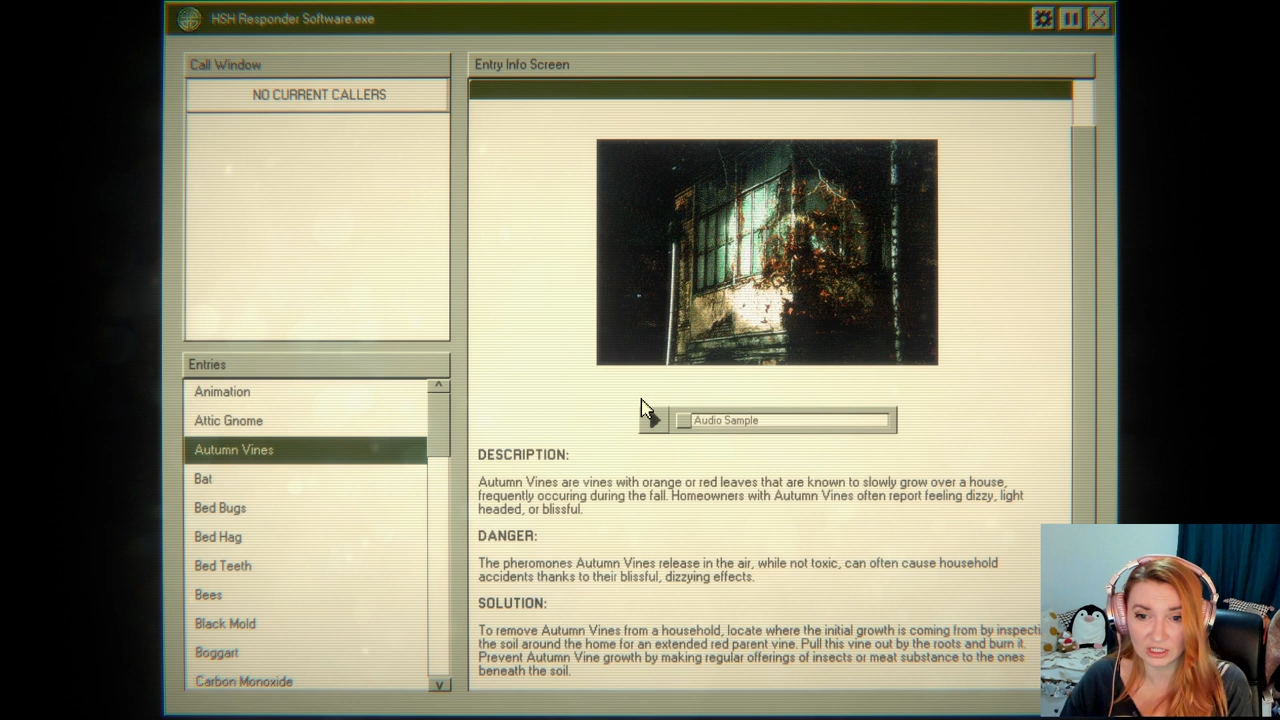 HSH Responder Software.exe
Call Window
NO CURRENT CALLERS
Entry Info Screen
Audio Sample
Entries
Animation
Attic Gnome
Autumn Vines
Bat
Bed Bugs
Bed Hag
Bed Teeth
Bees
Black Mold
Boggart
Carbon Monoxide
DESCRIPTION:
Autumn Vines are vines with orange or red leaves that are known to slowly grow over a house,
frequently occuring during the fall. Homeowners with Autumn Vines often report feeling dizzy, light
headed, or blissful.
DANGER:
The pheromones Autumn Vines release in the air, while not toxic, can often cause household
accidents thanks to their blissful, dizzying effects.
SOLUTION:
To remove Autumn Vines from a household, locate where the initial growth is coming from by inspecti
the soil around the home for an extended red parent vine. Pull this vine out by the roots and burn it.
Prevent Autumn Vine growth by making regular offerings of insects or meat substance to the ones
beneath the soil.